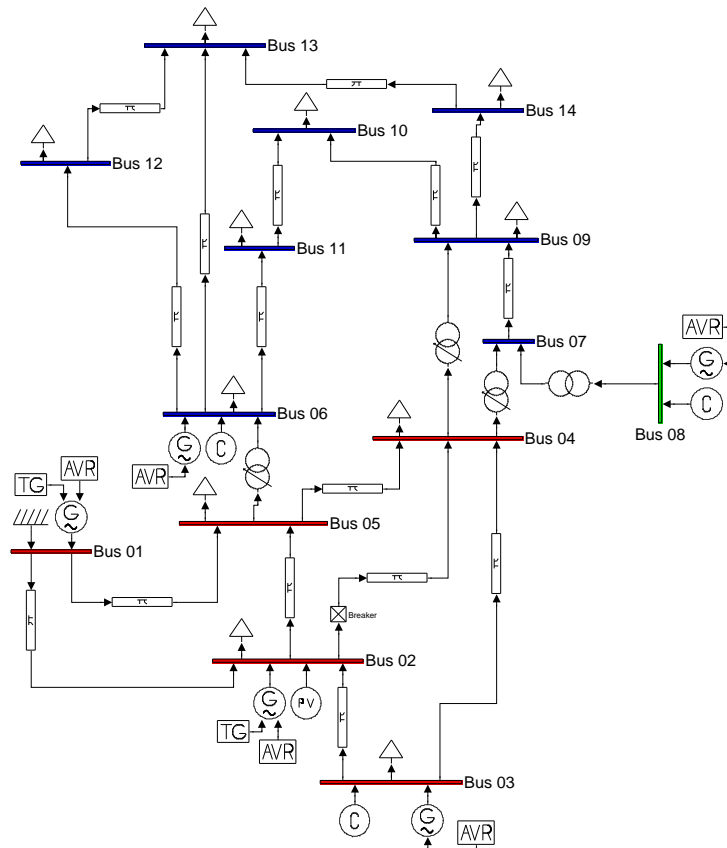 Bus 13
π
π
Bus 14
Bus 10
Bus 12
π
π
π
Bus 09
Bus 11
π
π
π
π
AVR
Bus 07
G
C
Bus 08
Bus 06
Bus 04
G
C
AVR
AVR
TG
G
π
Bus 05
Bus 01
π
π
π
π
π
Breaker
π
Bus 02
G
PV
π
TG
AVR
Bus 03
C
G
AVR